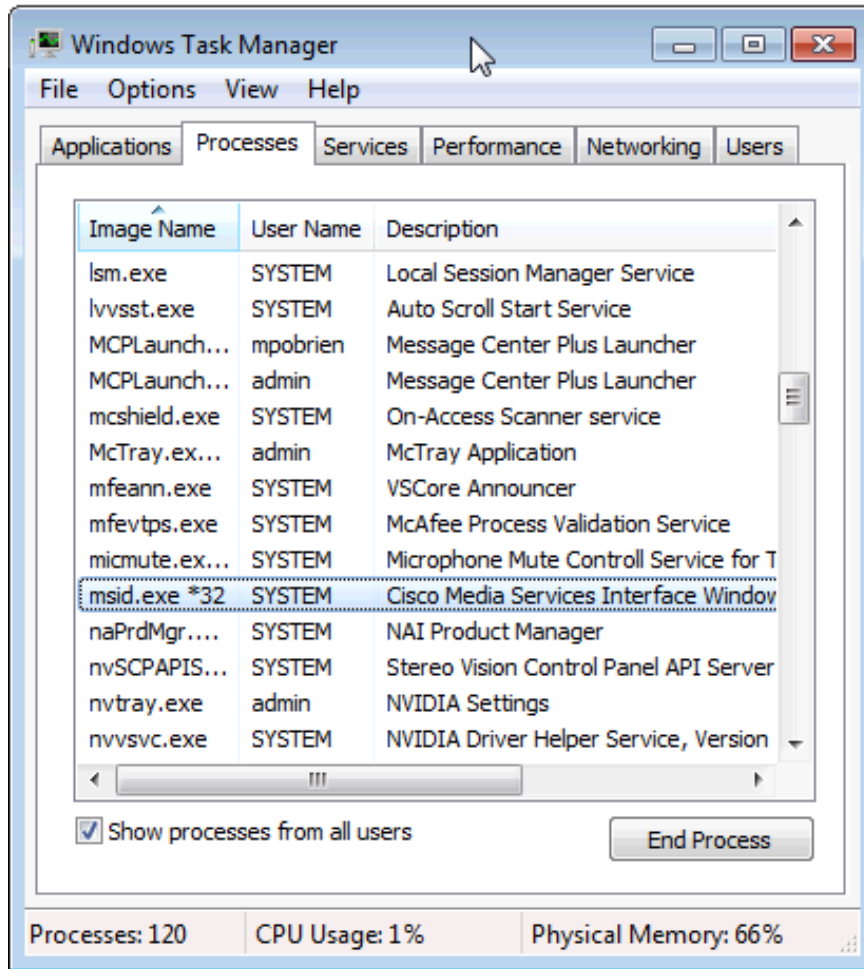 Windows Task Manager
File Options View Help
Applications Processes Services Performance Networking Users
Image Name User Name Description
lsm.exe SYSTEM Local Session Manager Service
lvvsst.exe SYSTEM Auto Scroll Start Service
MCPLaunch... mpobrien Message Center Plus Launcher
MCPLaunch... admin Message Center Plus Launcher
mcshield.exe SYSTEM On-Access Scanner service
McTray.ex... admin McTray Application
mfeann.exe SYSTEM VSCore Announcer
mfevtps.exe SYSTEM McAfee Process Validation Service
micmute.ex... SYSTEM Microphone Mute Controll Service for T
msid.exe *32 SYSTEM Cisco Media Services Interface Window
naPrdMgr.... SYSTEM NAI Product Manager
nvSCPAPIS... SYSTEM Stereo Vision Control Panel API Server
nvtray.exe admin NVIDIA Settings
nvvsvc.exe SYSTEM NVIDIA Driver Helper Service, Version
Show processes from all users End Process
Processes: 120 CPU Usage: 1% Physical Memory: 66%